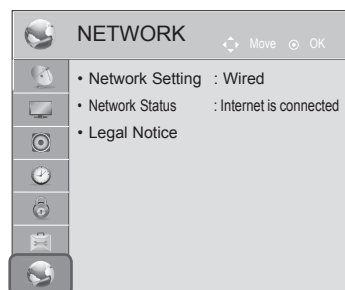 NETWORK Move OK
• Network Setting : Wired
• Network Status : Internet is connected
• Legal Notice